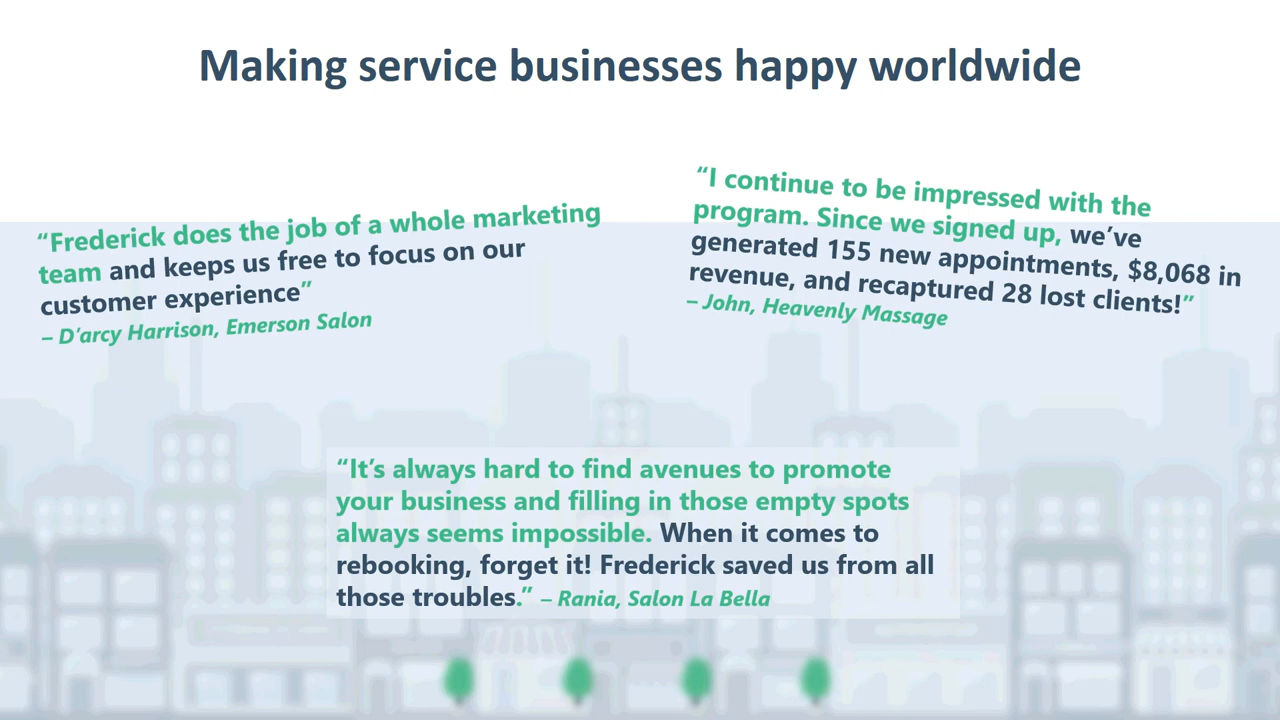 Making service businesses happy worldwide
“Frederick does the job of a whole marketing
team and keeps us free to focus on our
customer experience”
– D’arcy Harrison, Emerson Salon
“I continue to be impressed with the
program. Since we signed up, we’ve
generated 155 new appointments, $8,068 in
revenue, and recaptured 28 lost clients!”
– John, Heavenly Massage
“It’s always hard to find avenues to promote
your business and filling in those empty spots
always seems impossible. When it comes to
rebooking, forget it! Frederick saved us from all
those troubles.” – Rania, Salon La Bella